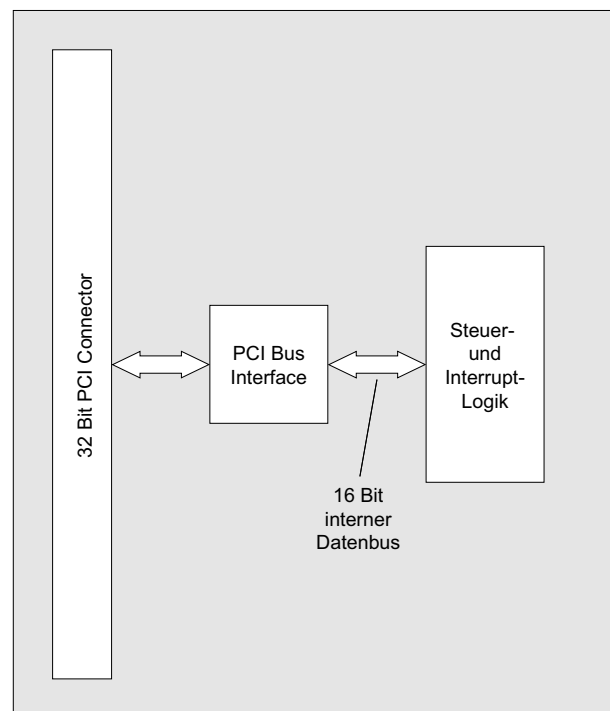 32 Bit PCI Connector
PCI Bus
Interface
Steuer-
und
Interrupt-
Logik
16 Bit
interner
Datenbus